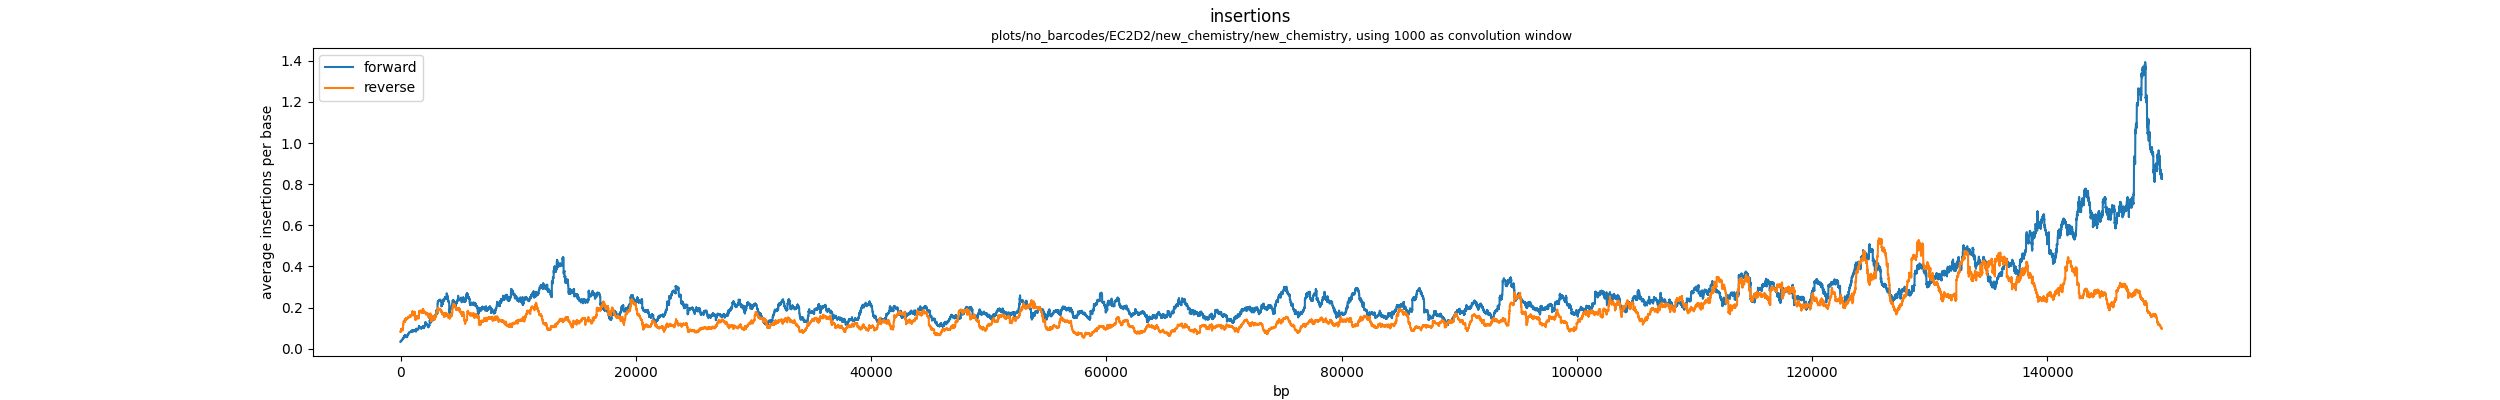 insertions
plots/no_barcodes/EC2D2/new_chemistry/new_chemistry, using 1000 as convolution window
forward
reverse
average insertions per base
1.4
1.2
1.0
0.8
0.6
0.4
0.2
0.0
0 20000 40000 60000 80000 100000 120000 140000
bp